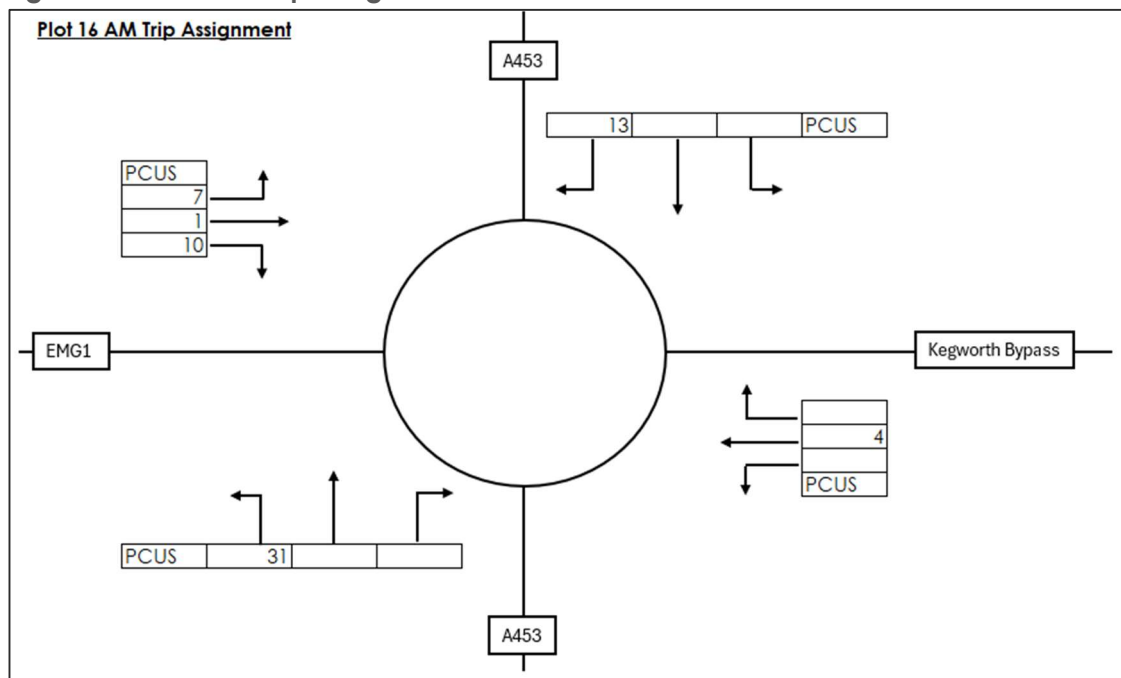 Plot 16 AM Trip Assignment
A453
13 PCUS
PCUS
7
1
10
EMG1
Kegworth Bypass
4
PCUS
PCUS 31
A453